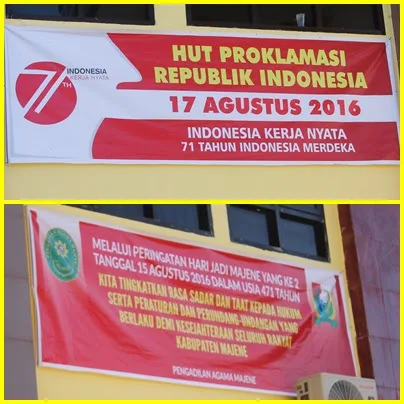 71
TH
INDONESIA
KERJA NYATA
HUT PROKLAMASI
REPUBLIK INDONESIA
17 AGUSTUS 2016
INDONESIA KERJA NYATA
71 TAHUN INDONESIA MERDEKA
MELALUI PERINGATAN HARI JADI MAJENE YANG KE 2
TANGGAL 15 AGUSTUS 2016 DALAM USIA 471 TAHUN
KITA TINGKATKAN RASA SADAR DAN TAAT KEPADA HUKUM
SERTA PERATURAN DAN PERUNDANG-UNDANGAN YANG
BERLAKU DEMI KESEJAHTERAAN SELURUH RAKYAT
KABUPATEN MAJENE
PENGADILAN AGAMA MAJENE